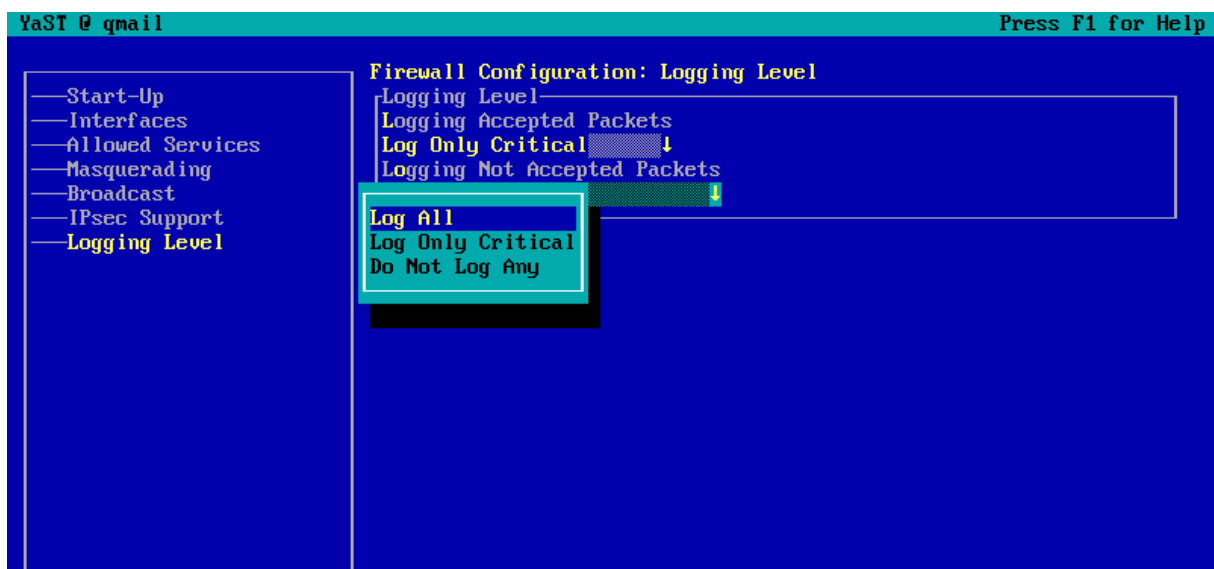 YaST @ qmail Press F1 for Help
Firewall Configuration: Logging Level
Start-Up
Interfaces
Allowed Services
Masquerading
Broadcast
IPsec Support
Logging Level
Logging Level
Logging Accepted Packets
Log Only Critical↓
Logging Not Accepted Packets
↓
Log All
Log Only Critical
Do Not Log Any